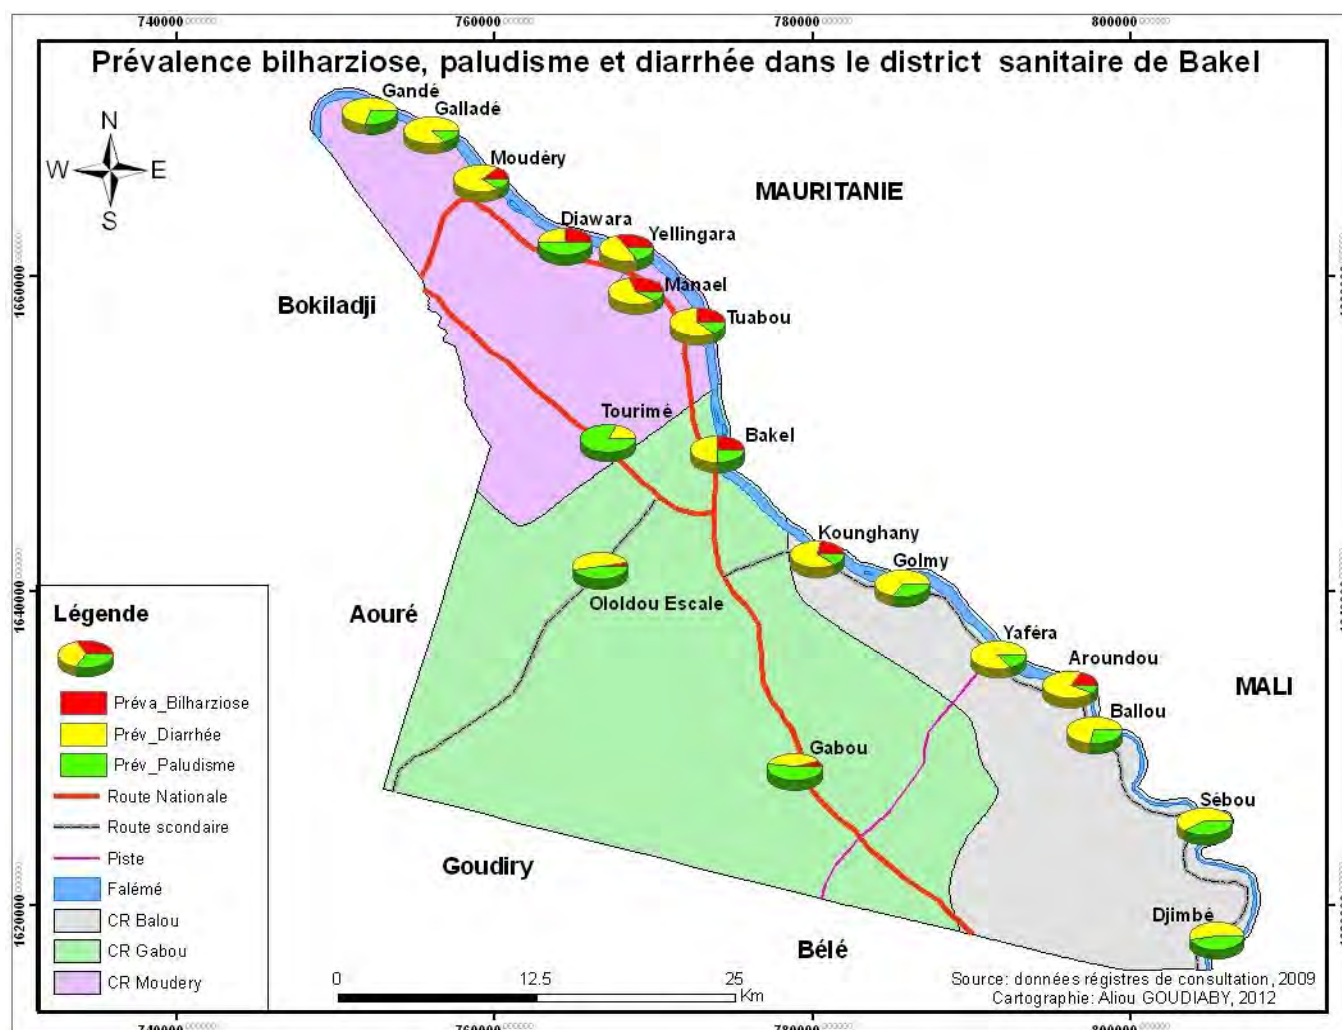 740000 760000 780000 800000
Prévalence bilharziose, paludisme et diarrhée dans le district sanitaire de Bakel
Gandé
Galladé
N
W E
S
Moudéry
MAURITANIE
Diawara
Yellingara
1660000
Manael
Bokiladji
Tuabou
Tourimé
Bakel
Kounghany
Golmy
1640000
Ololdou Escale
Aouré
Yaféra
Aroundou
MALI
Ballou
Gabou
Sébou
Goudiry
1620000
Djimbé
Bélé
Légende
Préva_Bilharziose
Prév_Diarrhée
Prév_Paludisme
Route Nationale
Route scondaire
Piste
Falémé
CR Balou
CR Gabou
CR Moudery
0 12.5 25
Km
Source: données régistres de consultation, 2009
Cartographie: Aliou GOUDIABY, 2012
740000 760000 780000 800000